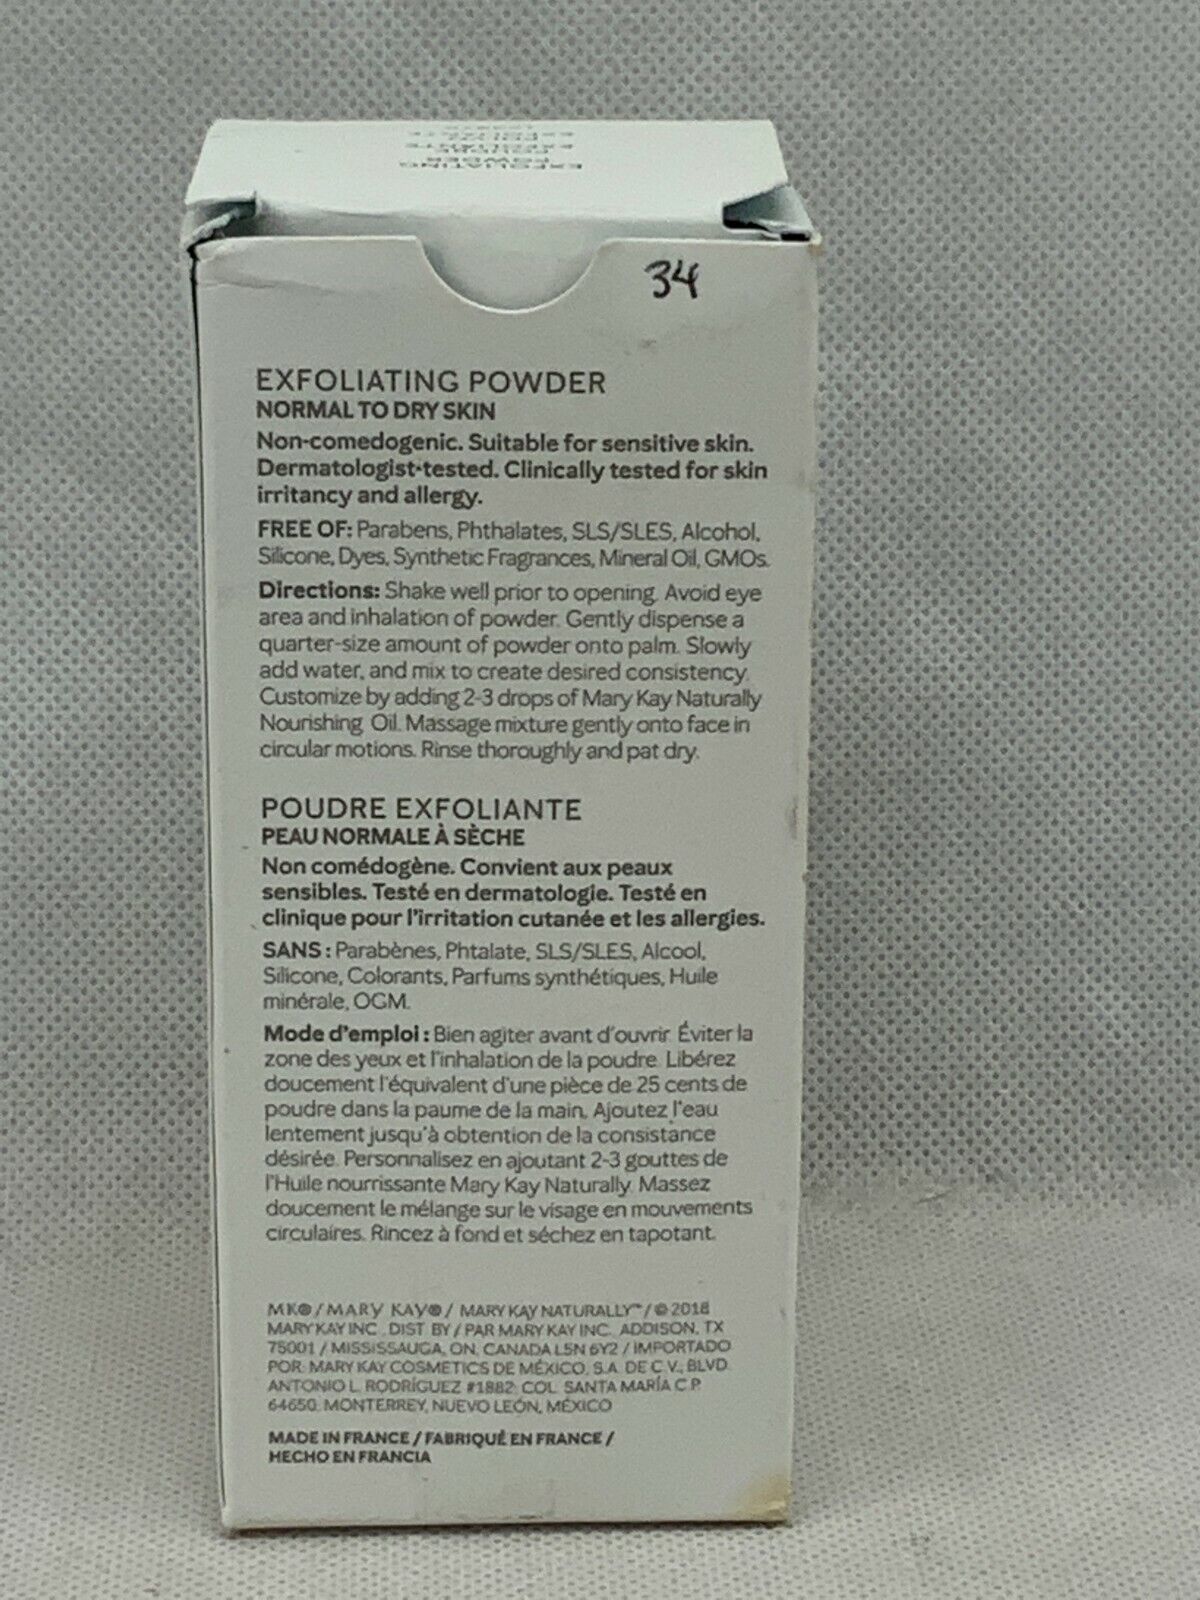 EXFOLIATING
POWDER
POUDRE
EXFOLIANTE
POLVO
EXFOLIANTE
34
EXFOLIATING POWDER
NORMAL TO DRY SKIN
Non-comedogenic. Suitable for sensitive skin.
Dermatologist-tested. Clinically tested for skin
irritancy and allergy.
FREE OF: Parabens, Phthalates, SLS/SLES, Alcohol,
Silicone, Dyes, Synthetic Fragrances, Mineral Oil, GMOs.
Directions: Shake well prior to opening. Avoid eye
area and inhalation of powder. Gently dispense a
quarter-size amount of powder onto palm. Slowly
add water, and mix to create desired consistency.
Customize by adding 2-3 drops of Mary Kay Naturally
Nourishing Oil. Massage mixture gently onto face in
circular motions. Rinse thoroughly and pat dry.
POUDRE EXFOLIANTE
PEAU NORMALE À SÈCHE
Non comédogène. Convient aux peaux
sensibles. Testé en dermatologie. Testé en
clinique pour l'irritation cutanée et les allergies.
SANS : Parabènes, Phtalate, SLS/SLES, Alcool,
Silicone, Colorants, Parfums synthétiques, Huile
minérale, OGM.
Mode d'emploi : Bien agiter avant d'ouvrir. Éviter la
zone des yeux et l'inhalation de la poudre. Libérez
doucement l'équivalent d'une pièce de 25 cents de
poudre dans la paume de la main. Ajoutez l'eau
lentement jusqu'à obtention de la consistance
désirée. Personnalisez en ajoutant 2-3 gouttes de
l'Huile nourrissante Mary Kay Naturally. Massez
doucement le mélange sur le visage en mouvements
circulaires. Rincez à fond et séchez en tapotant.
MK® / MARY KAY® / MARY KAY NATURALLY™ / © 2018
MARY KAY INC. DIST. BY / PAR MARY KAY INC. ADDISON, TX
75001 / MISSISSAUGA, ON, CANADA L5N 6Y2 / IMPORTADO
POR: MARY KAY COSMETICS DE MÉXICO, S.A. DE C.V., BLVD.
ANTONIO L. RODRÍGUEZ #1882; COL. SANTA MARÍA C.P.
64650; MONTERREY, NUEVO LEÓN, MÉXICO
MADE IN FRANCE / FABRIQUÉ EN FRANCE /
HECHO EN FRANCIA